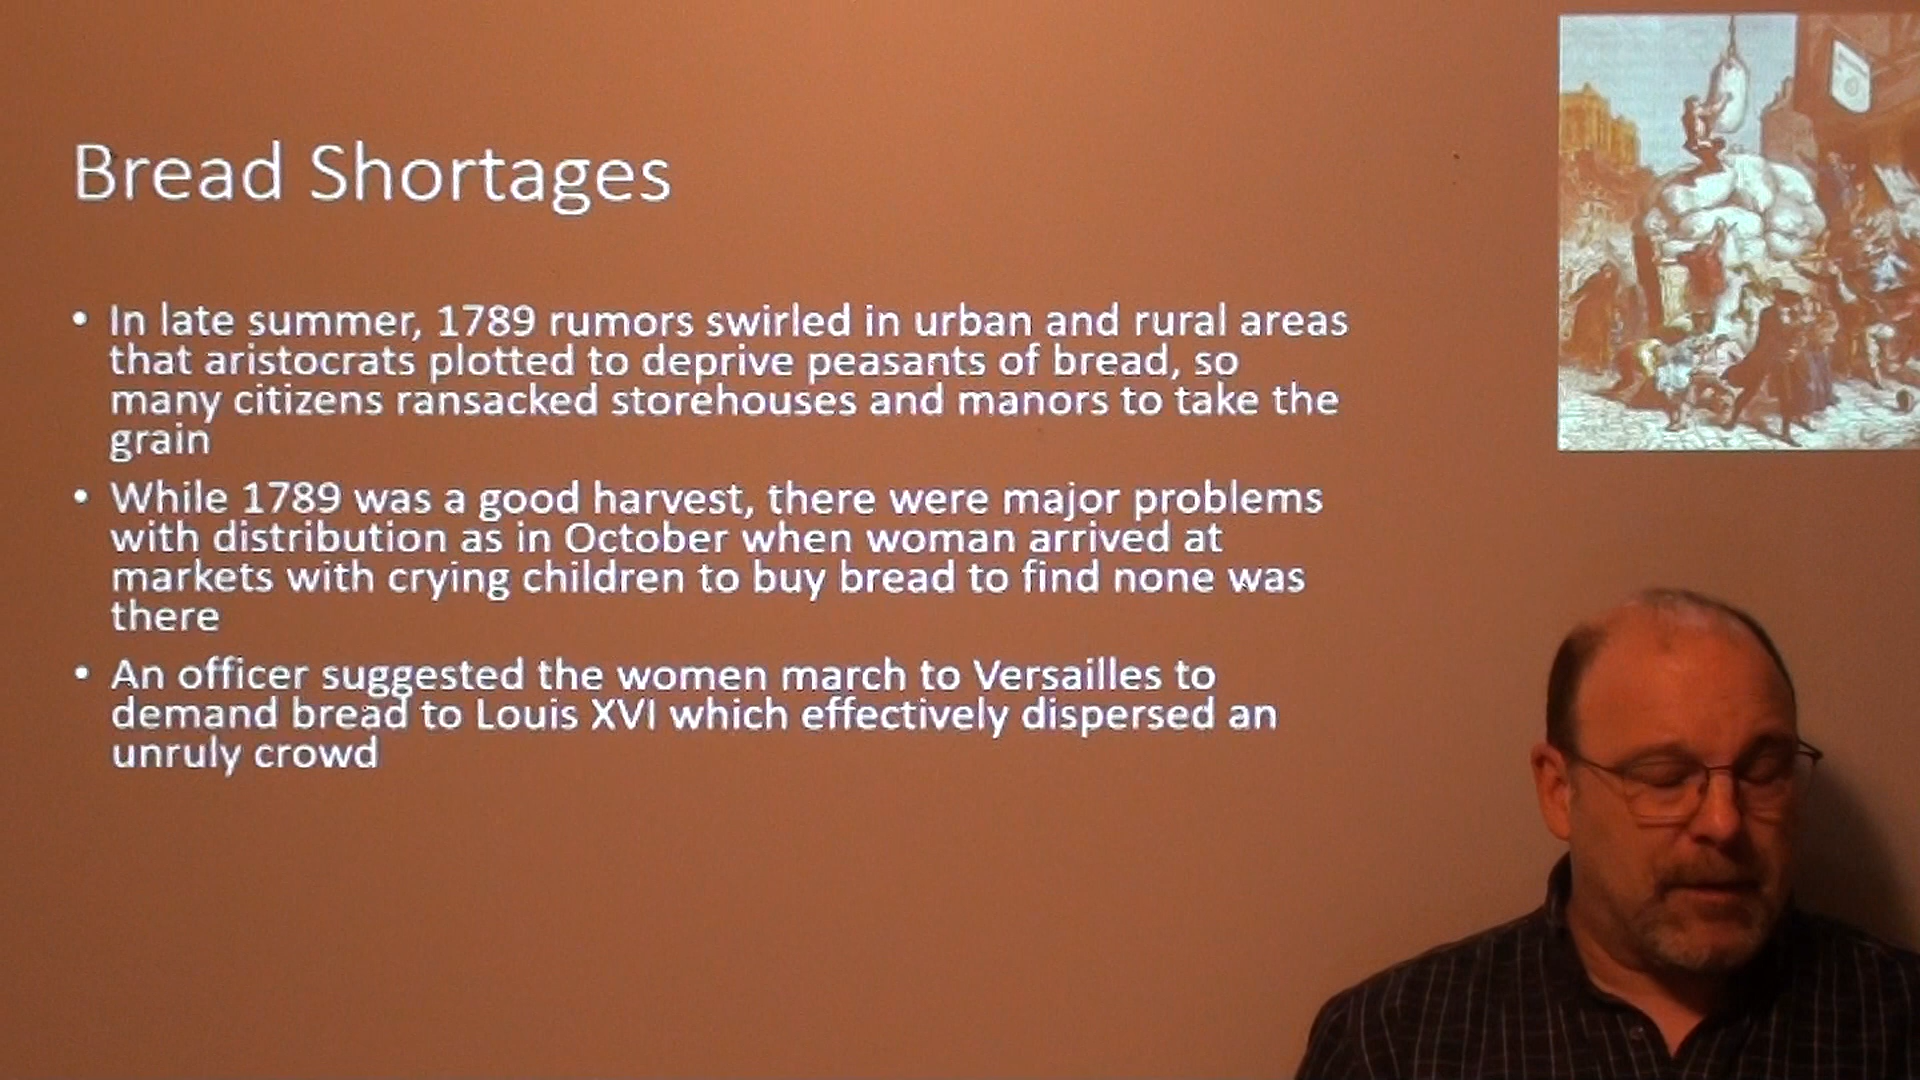 Bread Shortages
• In late summer, 1789 rumors swirled in urban and rural areas
that aristocrats plotted to deprive peasants of bread, so
many citizens ransacked storehouses and manors to take the
grain
• While 1789 was a good harvest, there were major problems
with distribution as in October when woman arrived at
markets with crying children to buy bread to find none was
there
• An officer suggested the women march to Versailles to
demand bread to Louis XVI which effectively dispersed an
unruly crowd